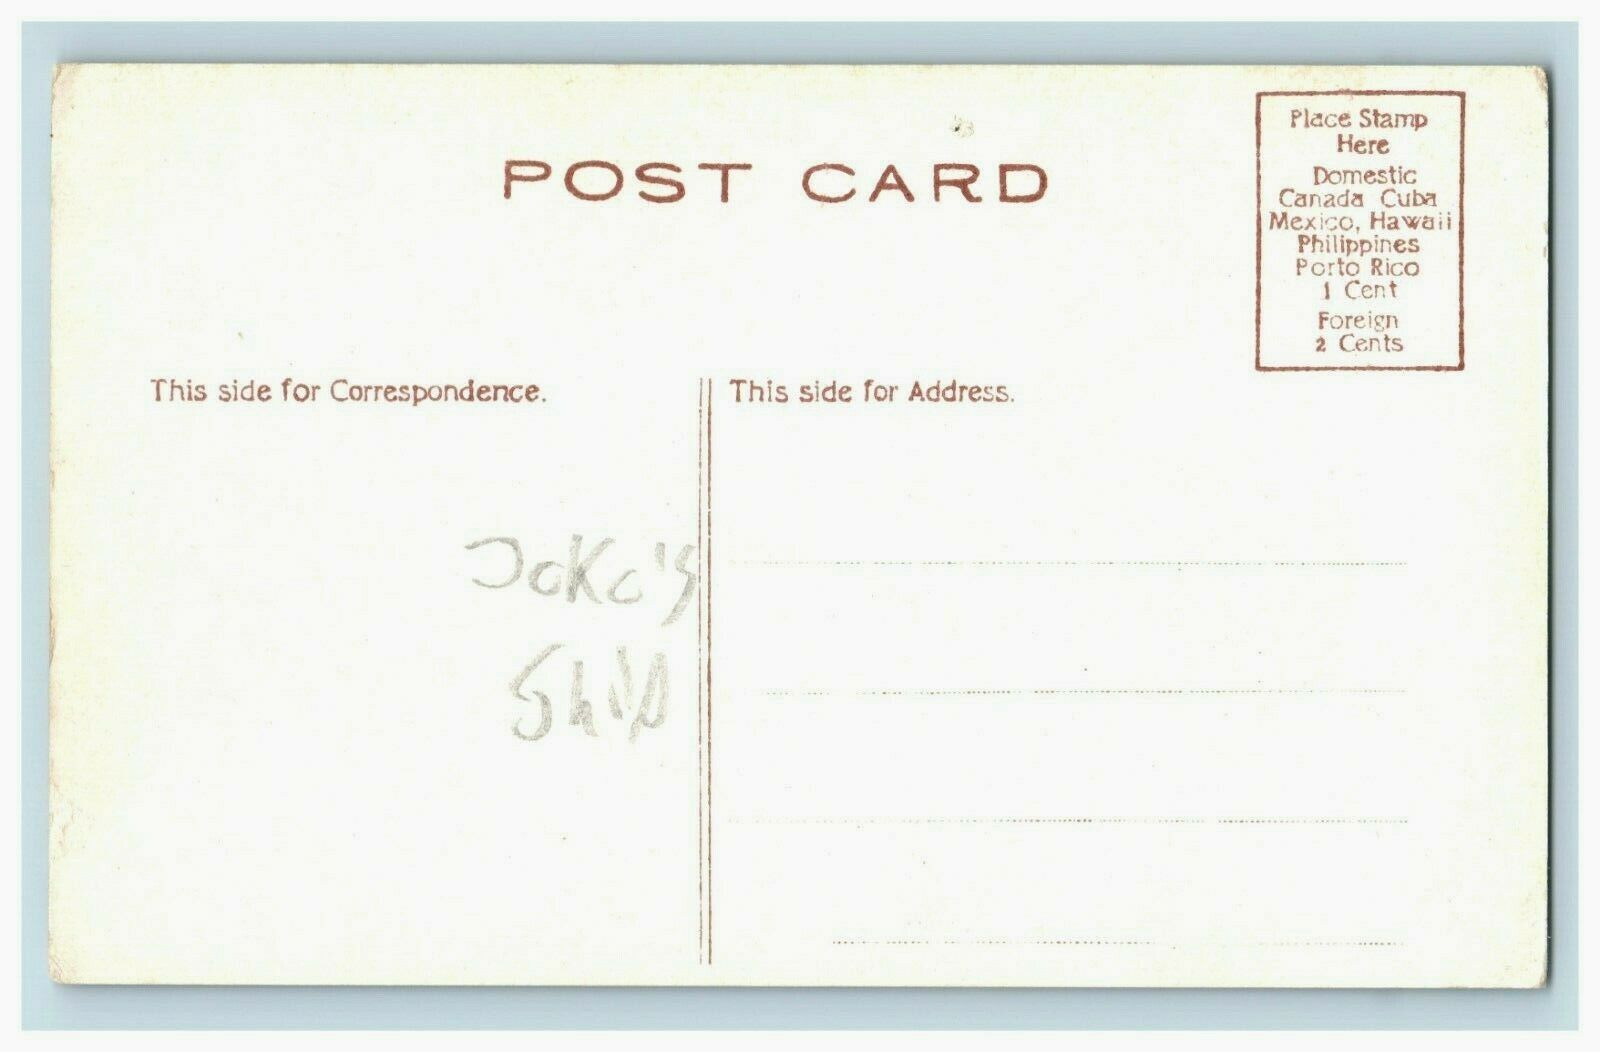 POST CARD
Place Stamp
Here
Domestic
Canada Cuba
Mexico, Hawaii
Philippines
Porto Rico
1 Cent
Foreign
2 Cents
This side for Correspondence.
This side for Address.
JoKo's
Ship